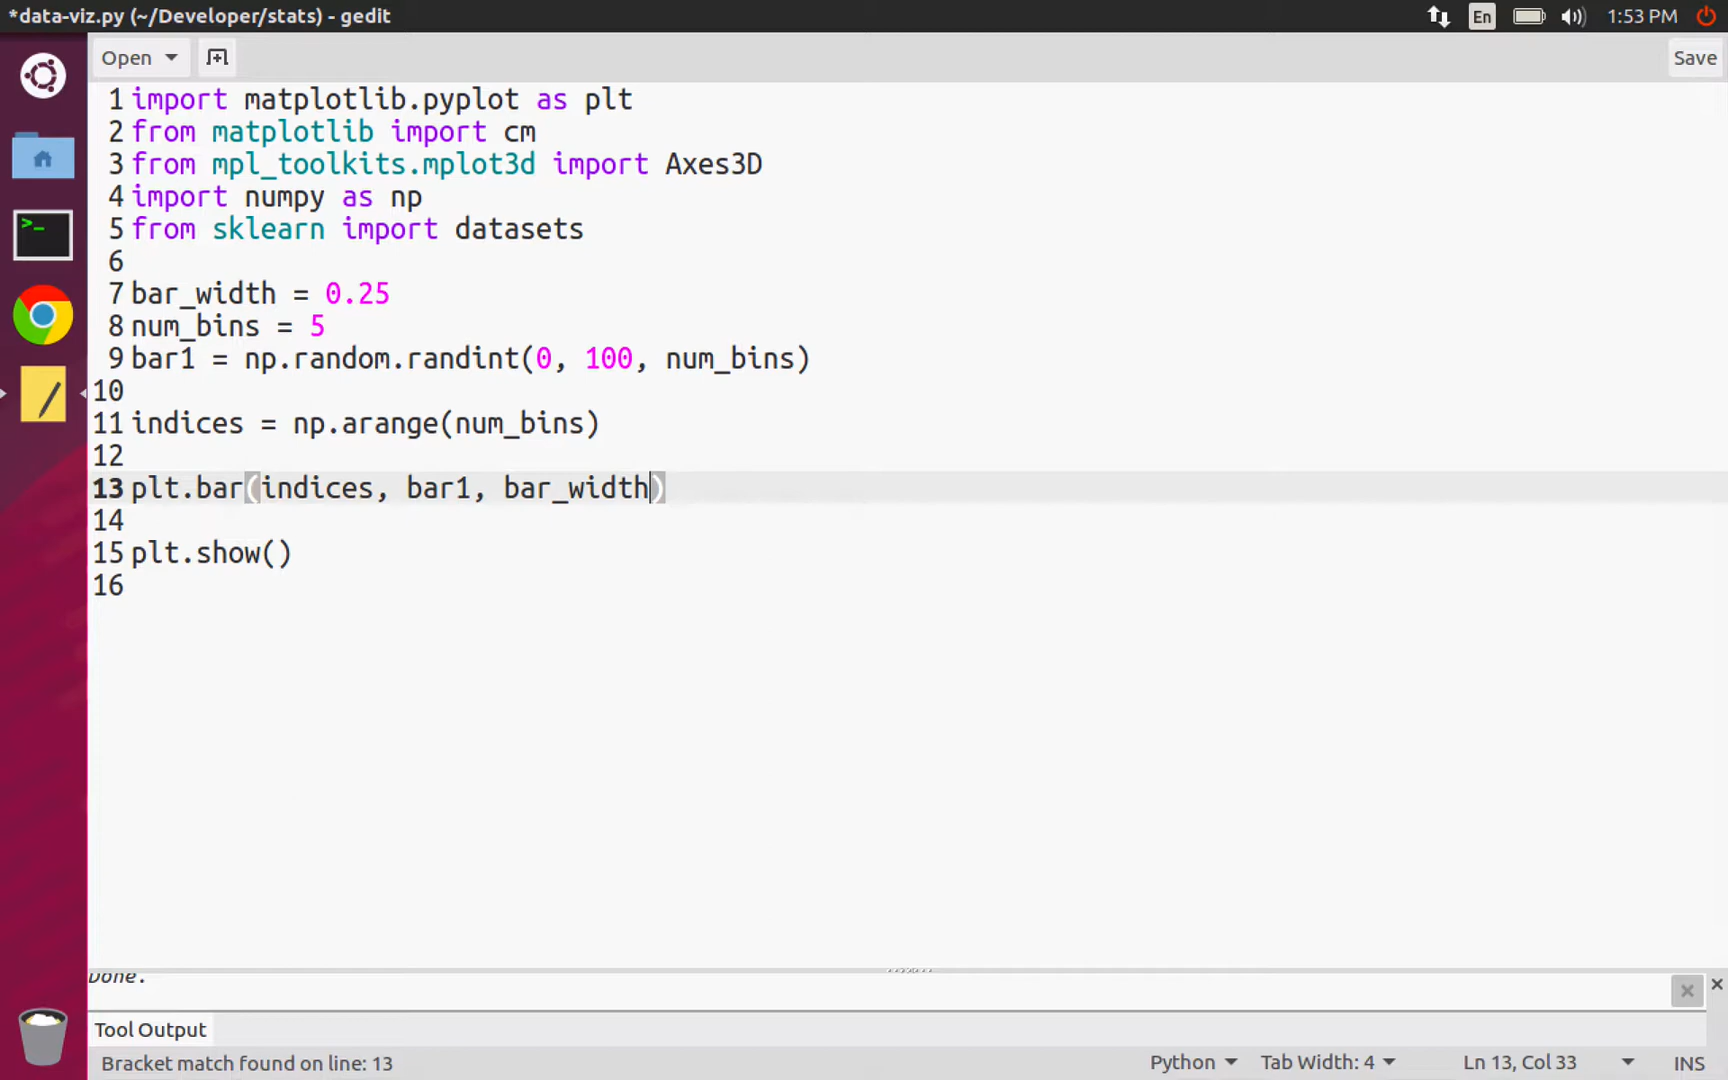 *data-viz.py (~/Developer/stats) - gedit
En
1:53 PM
Open
Save
1 import matplotlib.pyplot as plt
2 from matplotlib import cm
3 from mpl_toolkits.mplot3d import Axes3D
4 import numpy as np
5 from sklearn import datasets
6
7 bar_width = 0.25
8 num_bins = 5
9 bar1 = np.random.randint(0, 100, num_bins)
10
11 indices = np.arange(num_bins)
12
13 plt.bar(indices, bar1, bar_width)
14
15 plt.show()
16
Done.
Tool Output
Bracket match found on line: 13
Python
Tab Width: 4
Ln 13, Col 33
INS